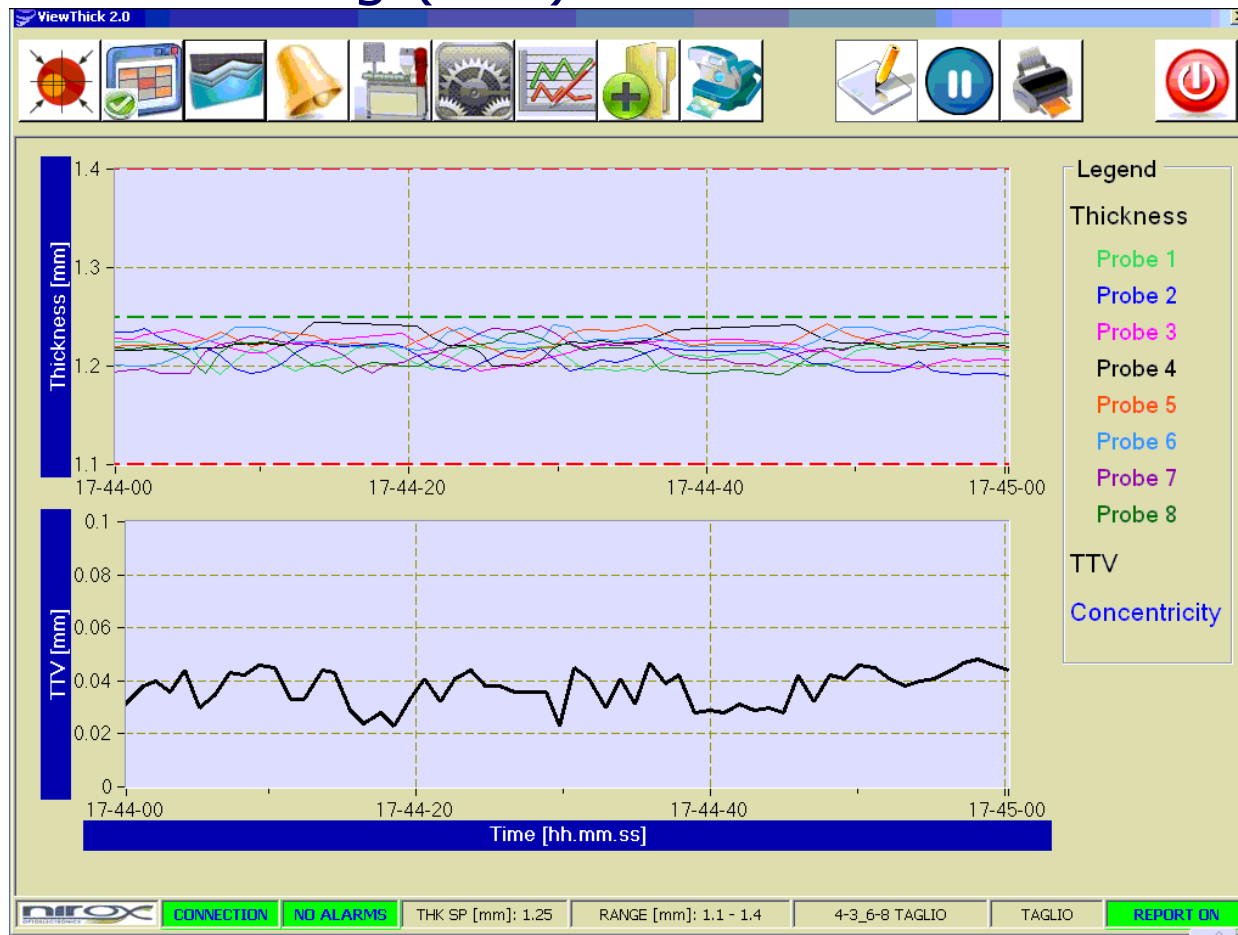 ViewThick 2.0
Thickness [mm]
1.4
1.3
1.2
1.1
17-44-00
17-44-20
17-44-40
17-45-00
TTV [mm]
0.1
0.08
0.06
0.04
0.02
0
17-44-00
17-44-20
17-44-40
17-45-00
Time [hh.mm.ss]
Legend
Thickness
Probe 1
Probe 2
Probe 3
Probe 4
Probe 5
Probe 6
Probe 7
Probe 8
TTV
Concentricity
nirox
CONNECTION
NO ALARMS
THK SP [mm]: 1.25
RANGE [mm]: 1.1 - 1.4
4-3_6-8 TAGLIO
TAGLIO
REPORT ON